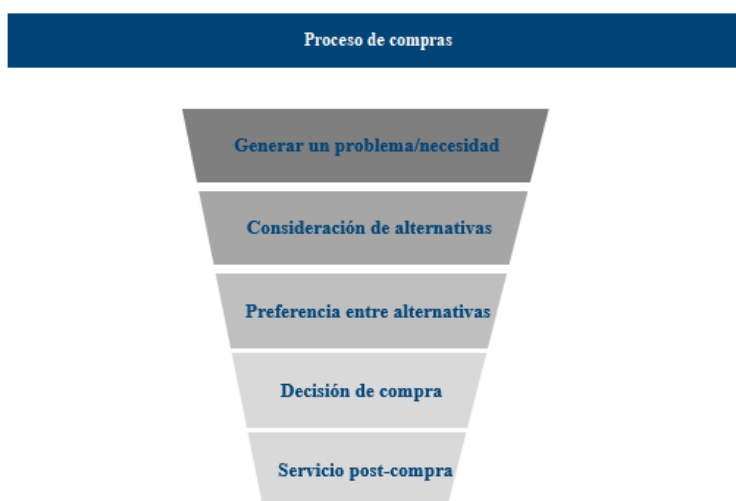 Proceso de compras
Generar un problema/necesidad
Consideración de alternativas
Preferencia entre alternativas
Decisión de compra
Servicio post-compra